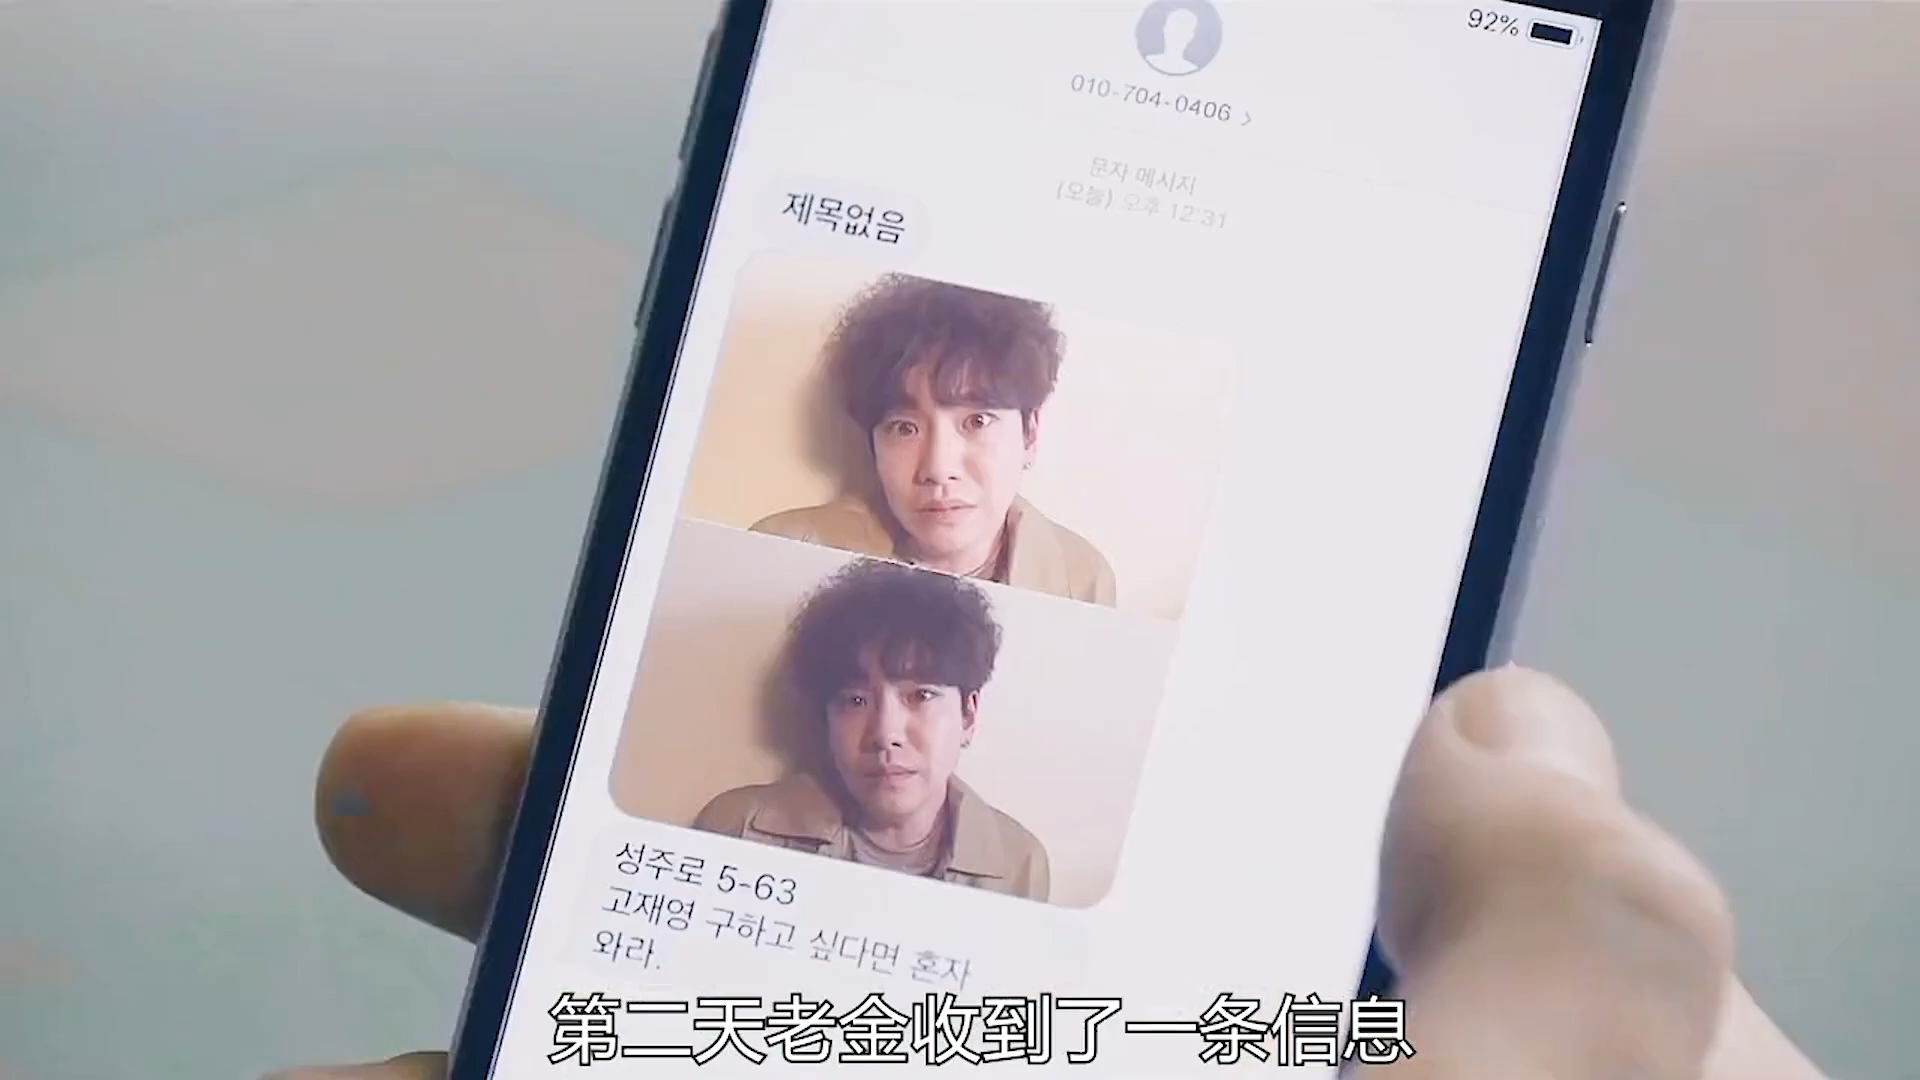 92%
010-704-0406 >
문자 메시지
(오늘) 오후 12:31
제목없음
성주로 5-63
고재영 구하고 싶다면 혼자
와라.
第二天老金收到了一条信息